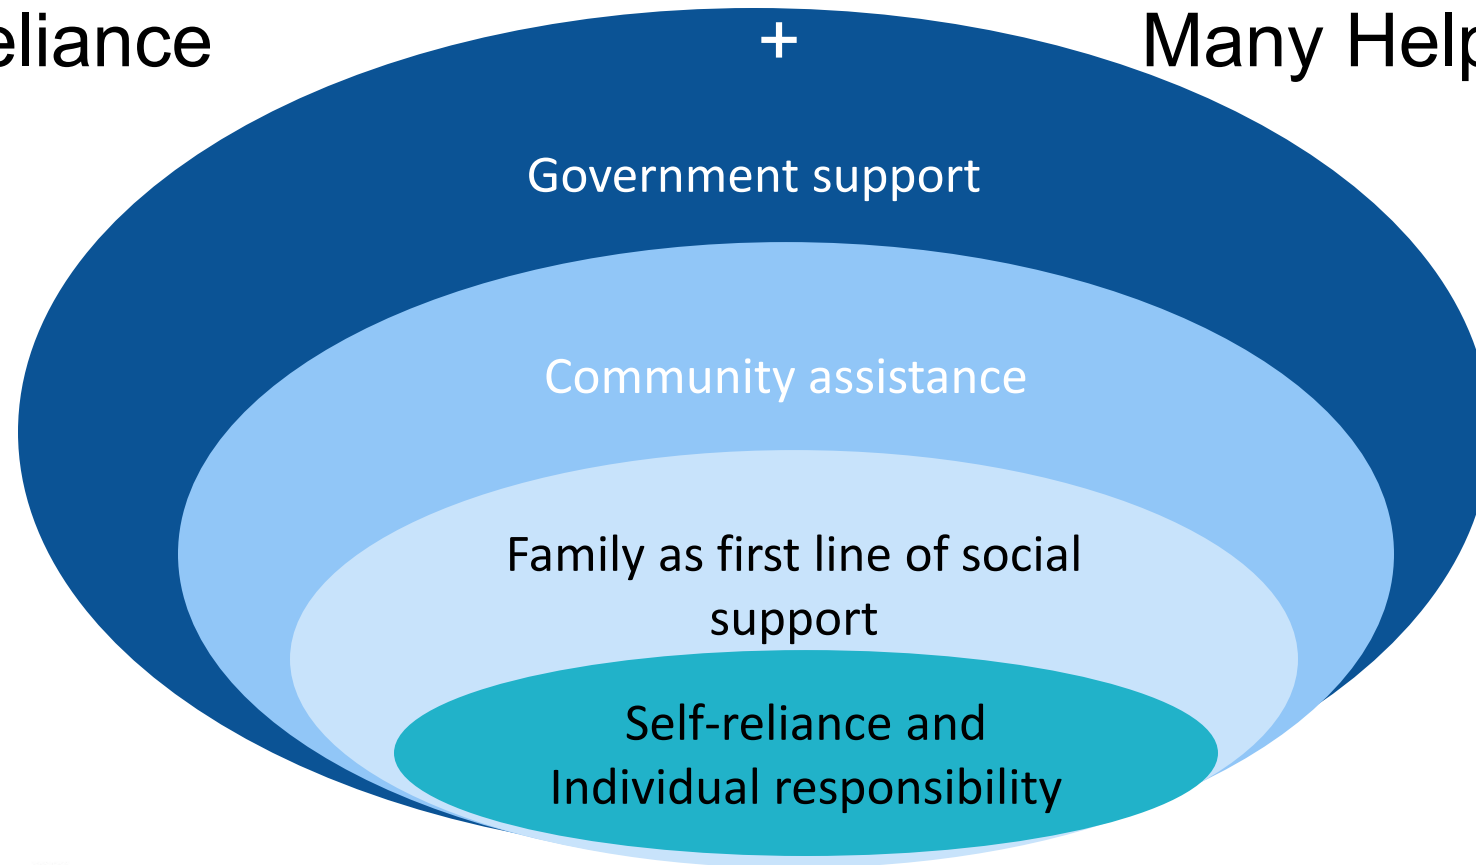 eliance + Many Help
Government support
Community assistance
Family as first line of social
support
Self-reliance and
Individual responsibility